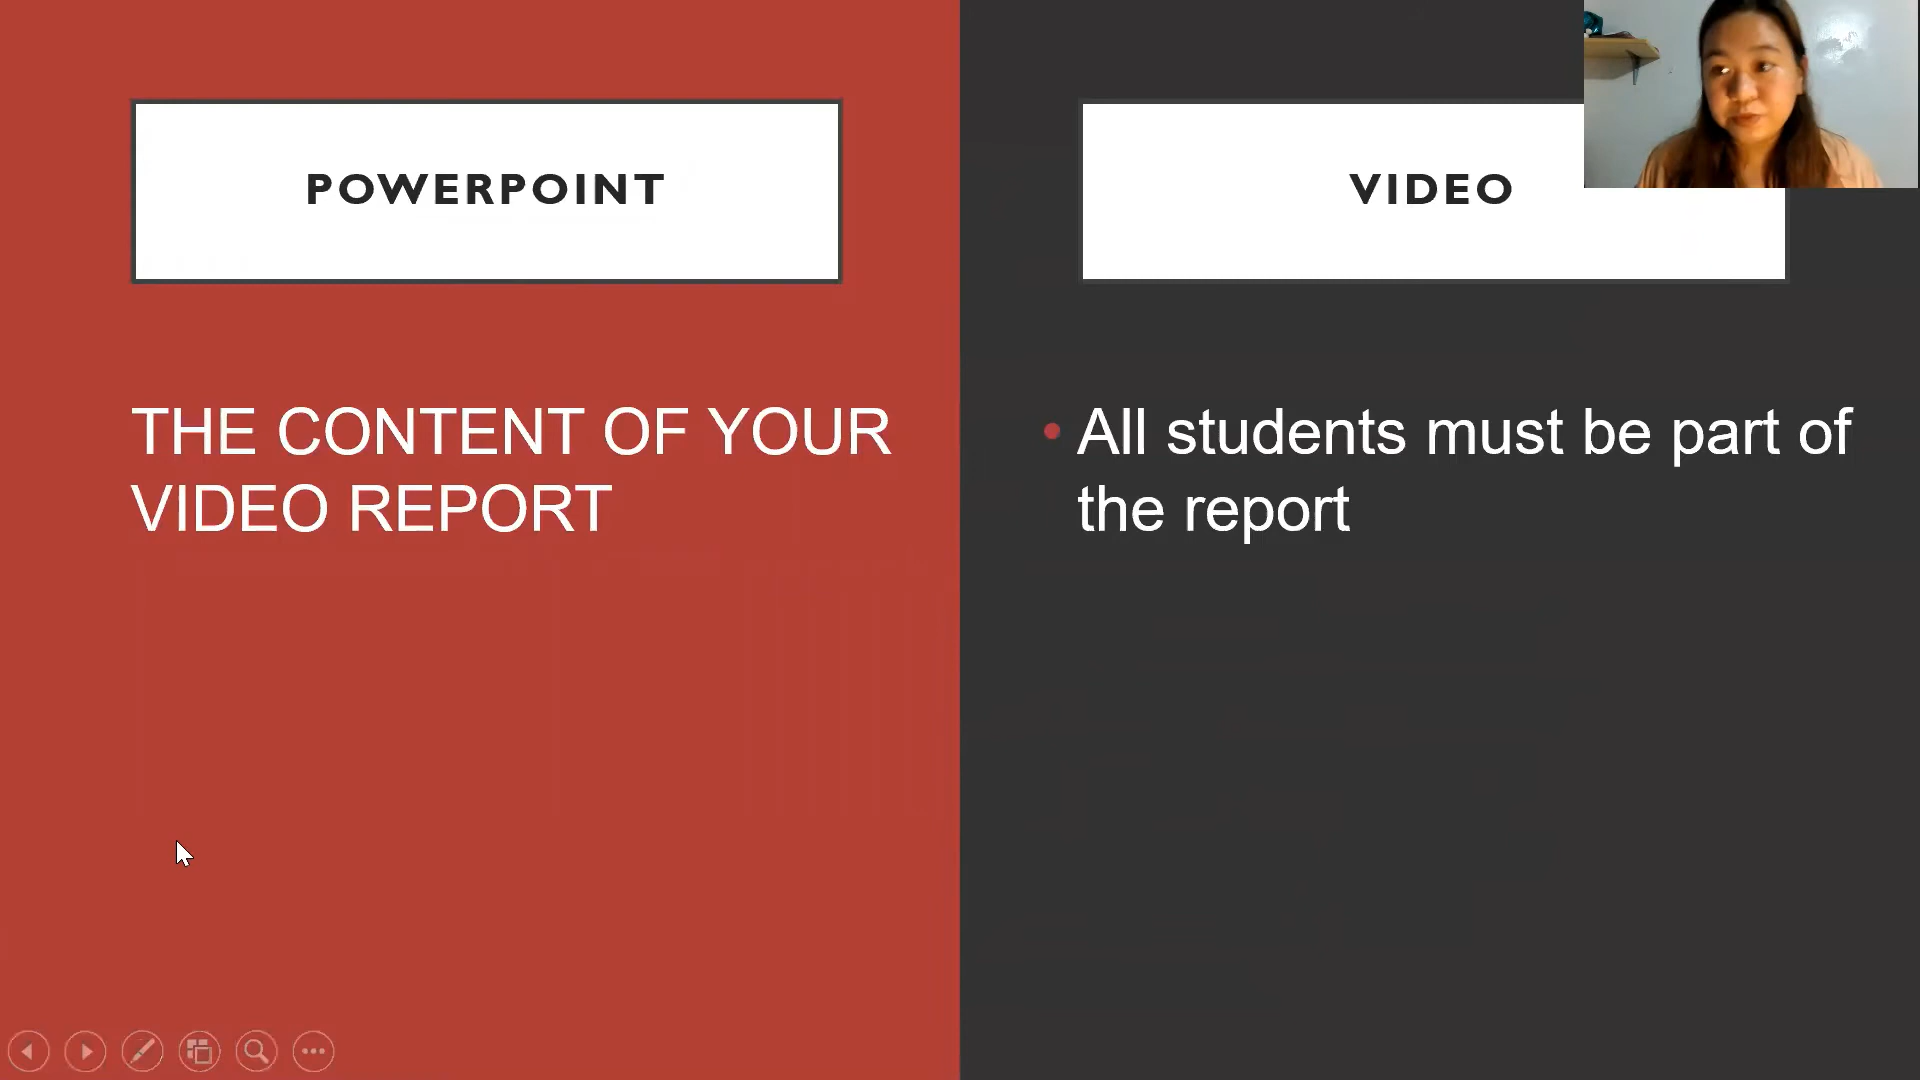 POWERPOINT
THE CONTENT OF YOUR
VIDEO REPORT
VIDEO
All students must be part of
the report